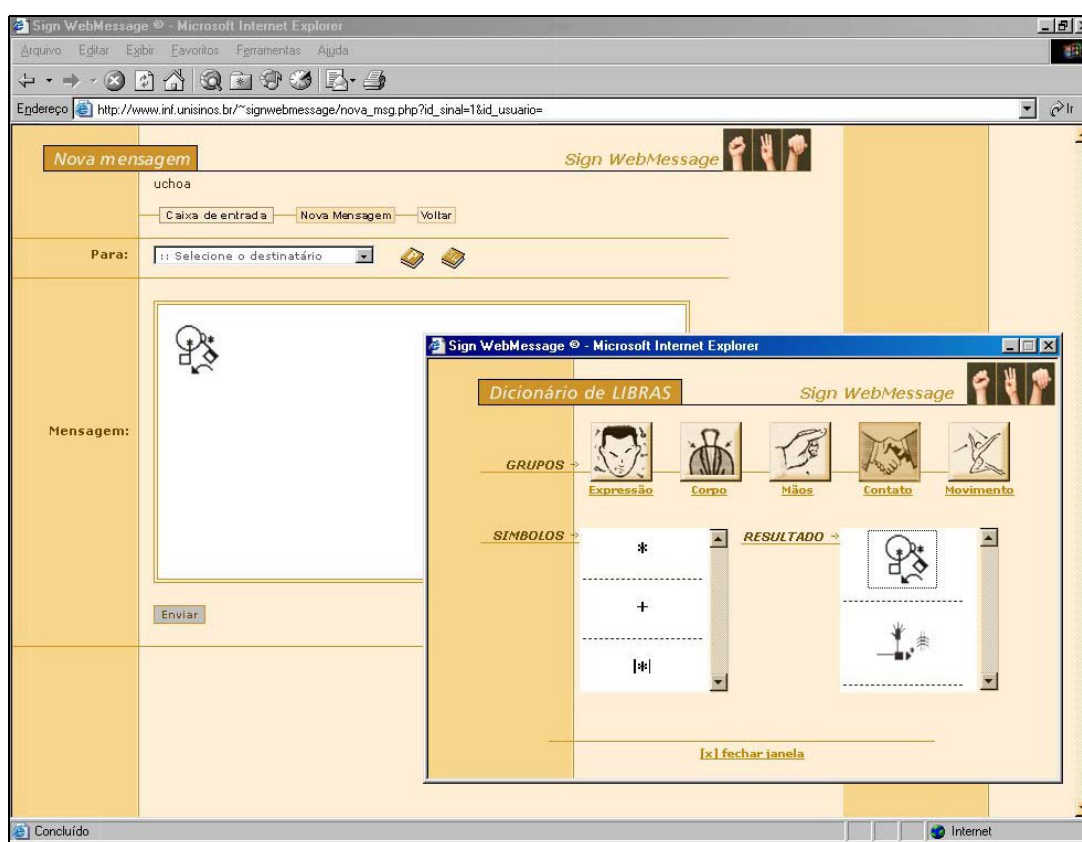 Sign WebMessage © - Microsoft Internet Explorer
Arquivo Editar Exibir Favoritos Ferramentas Ajuda
Endereço http://www.inf.unisinos.br/~signwebmessage/nova_msg.php?id_sinal=1&id_usuario= Ir
Nova mensagem
Sign WebMessage
uchoa
Caixa de entrada Nova Mensagem Voltar
Para: :: Selecione o destinatário
Mensagem:
Enviar
Sign WebMessage © - Microsoft Internet Explorer
Dicionário de LIBRAS
Sign WebMessage
GRUPOS
Expressão Corpo Mãos Contato Movimento
SIMBOLOS
*
+
|*|
RESULTADO
[x] fechar janela
Concluído
Internet